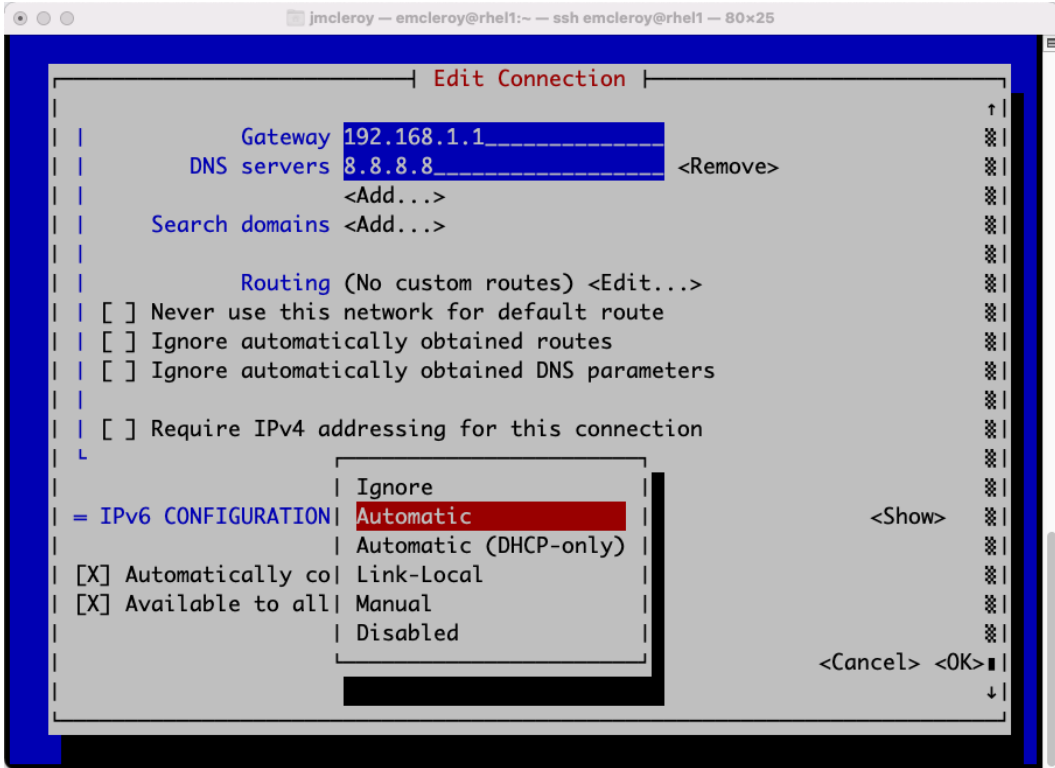 jmcleroy — emcleroy@rhel1:~ — ssh emcleroy@rhel1 — 80×25
Edit Connection
Gateway 192.168.1.1______________
DNS servers 8.8.8.8__________________ <Remove>
<Add...>
Search domains <Add...>
Routing (No custom routes) <Edit...>
[ ] Never use this network for default route
[ ] Ignore automatically obtained routes
[ ] Ignore automatically obtained DNS parameters
[ ] Require IPv4 addressing for this connection
Ignore
= IPv6 CONFIGURATION Automatic <Show>
Automatic (DHCP-only)
[X] Automatically co Link-Local
[X] Available to all Manual
Disabled
<Cancel> <OK>